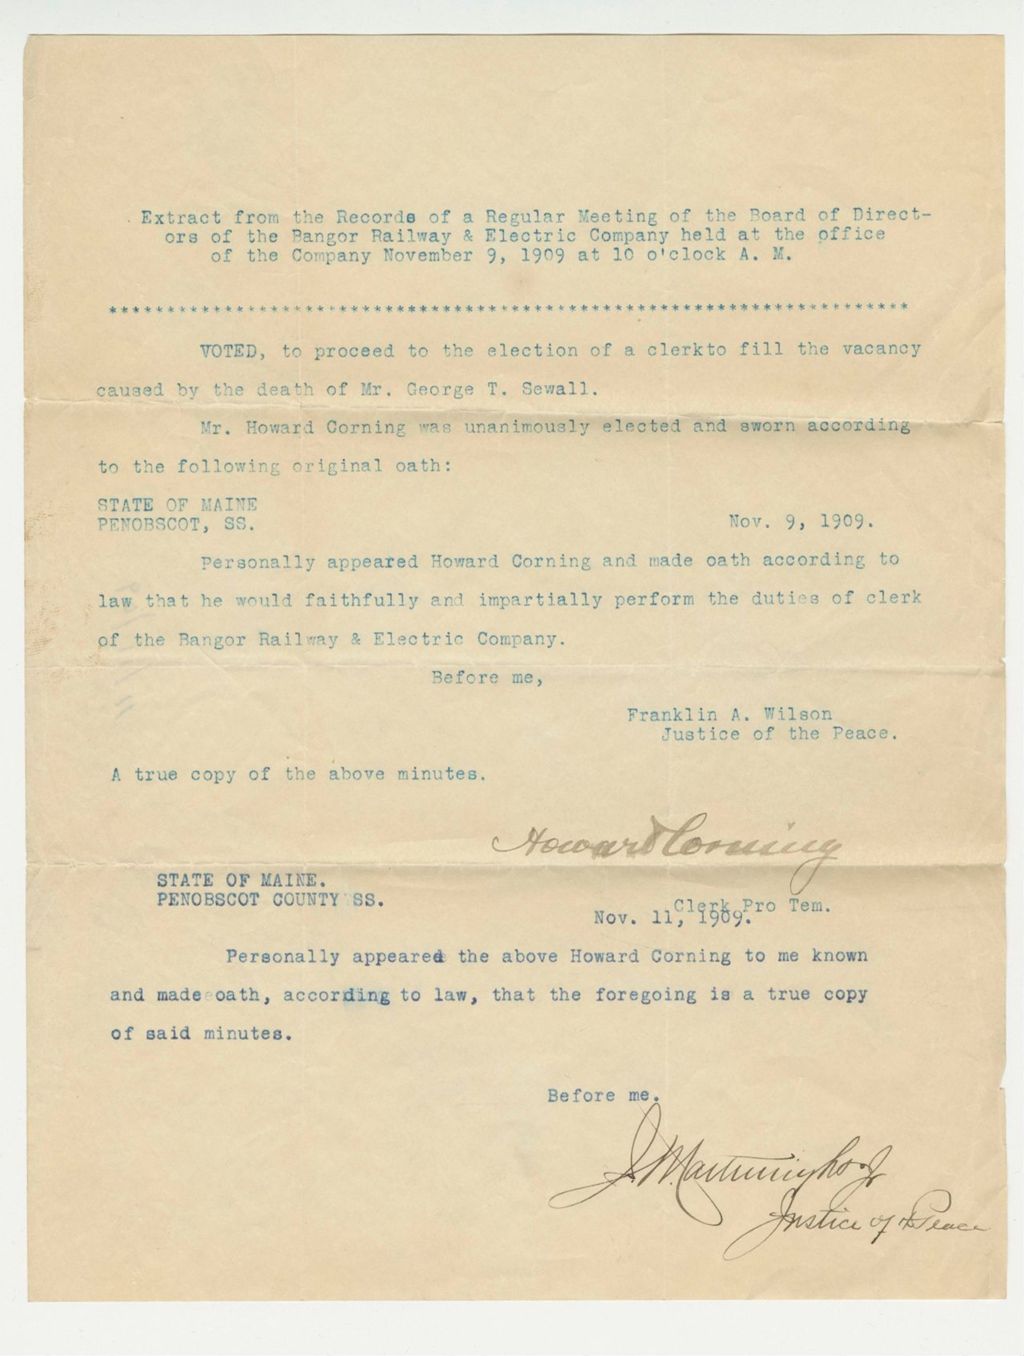 Extract from the Records of a Regular Meeting of the Board of Direct-
ors of the Bangor Railway & Electric Company held at the office
of the Company November 9, 1909 at 10 o'clock A. M.
*********************************************************************
VOTED, to proceed to the election of a clerkto fill the vacancy
caused by the death of Mr. George T. Sewall.
Mr. Howard Corning was unanimously elected and sworn according
to the following original oath:
STATE OF MAINE
PENOBSCOT, SS. Nov. 9, 1909.
Personally appeared Howard Corning and made oath according to
law that he would faithfully and impartially perform the duties of clerk
of the Bangor Railway & Electric Company.
Before me,
Franklin A. Wilson
Justice of the Peace.
A true copy of the above minutes.
Howard Corning
Clerk Pro Tem.
STATE OF MAINE.
PENOBSCOT COUNTY SS.
Nov. 11, 1909.
Personally appeared the above Howard Corning to me known
and made oath, according to law, that the foregoing is a true copy
of said minutes.
Before me.
Justice of Peace